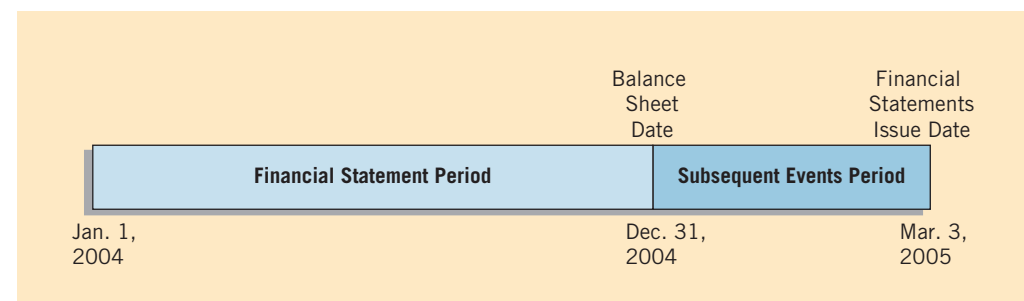 Balance
Sheet
Date
Financial
Statements
Issue Date
Financial Statement Period
Subsequent Events Period
Jan. 1,
2004
Dec. 31,
2004
Mar. 3,
2005